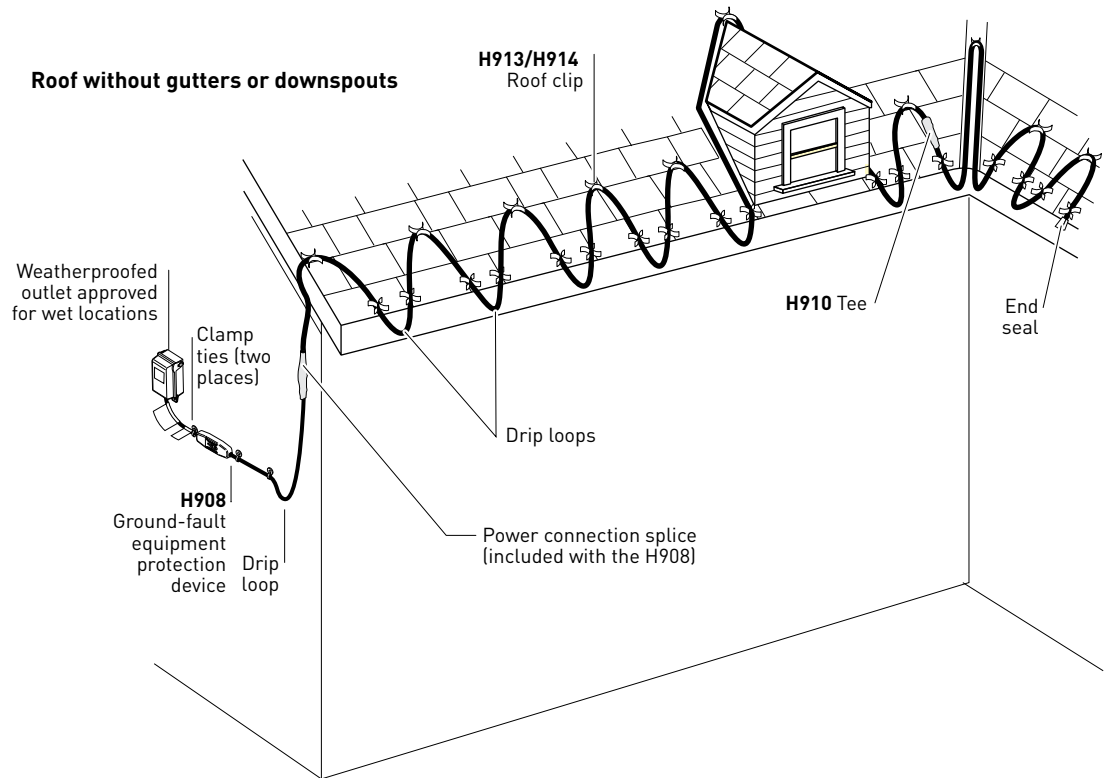 Roof without gutters or downspouts
H913/H914
Roof clip
Weatherproofed
outlet approved
for wet locations
Clamp
ties (two
places)
H910 Tee
End
seal
Drip loops
H908
Ground-fault
equipment
protection
device
Drip
loop
Power connection splice
(included with the H908)